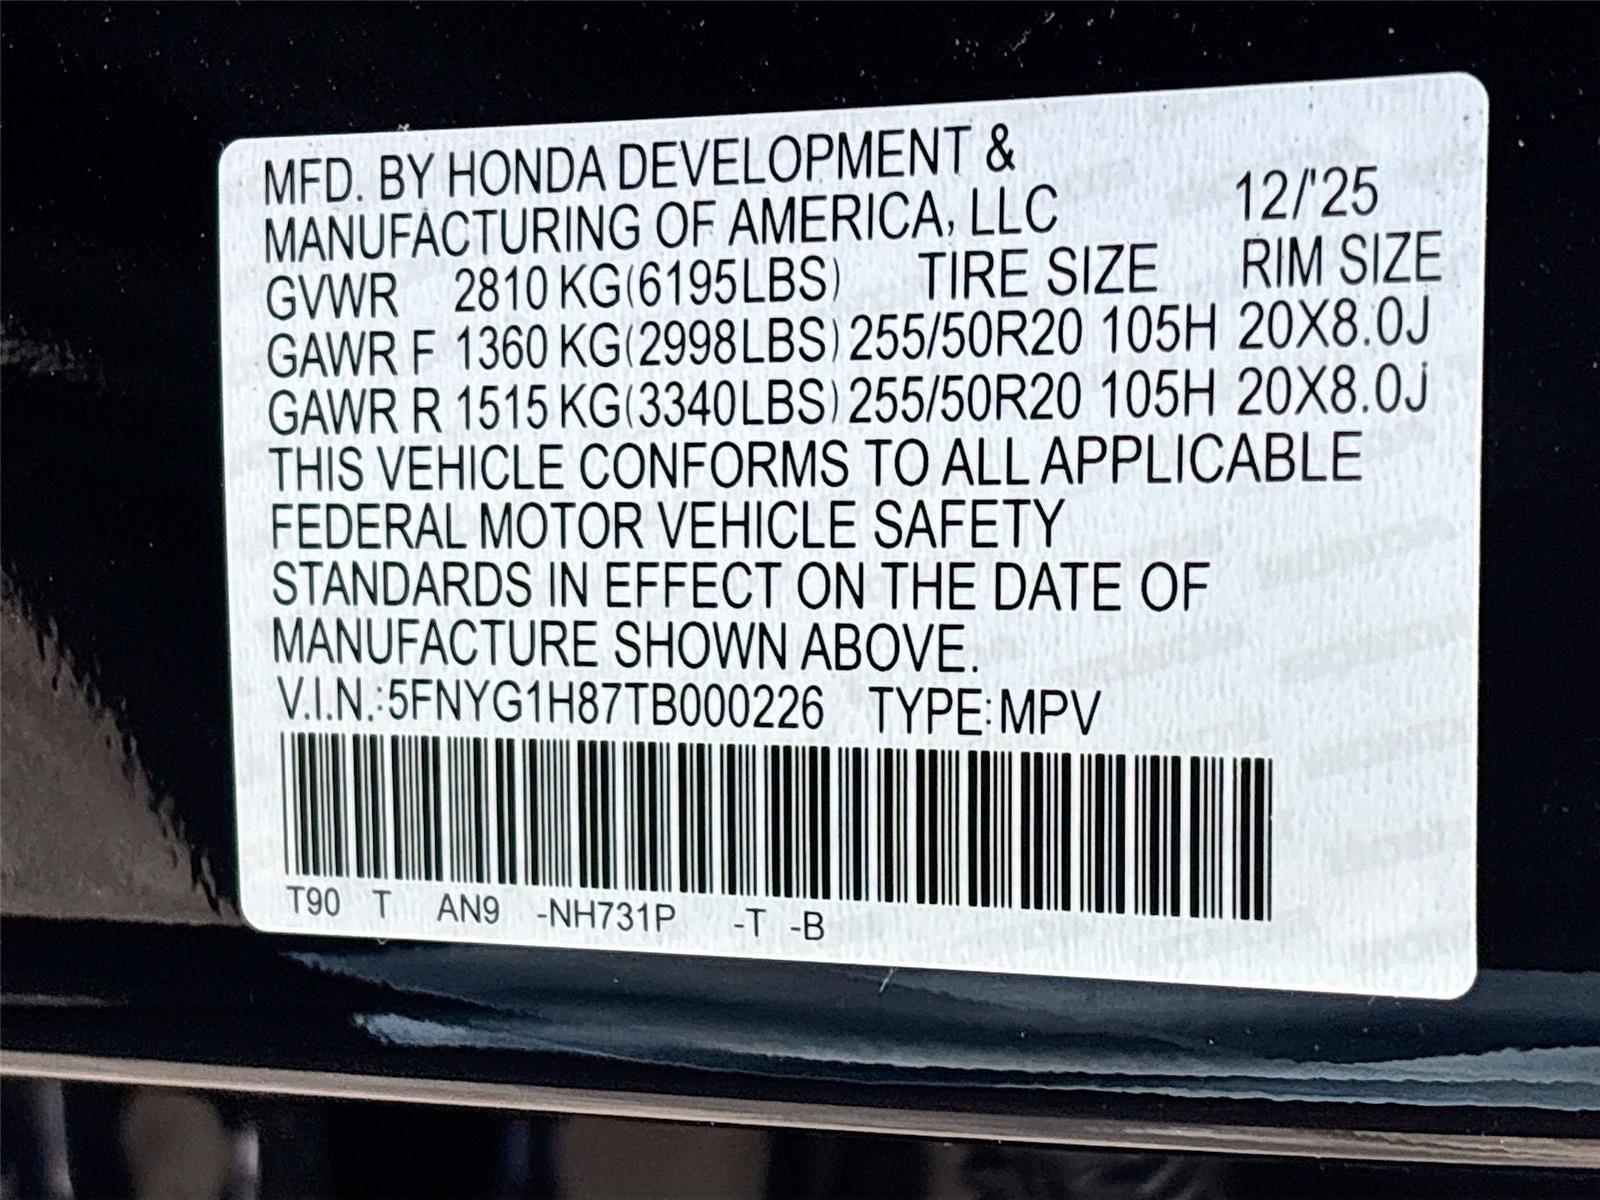 MFD. BY HONDA DEVELOPMENT &
MANUFACTURING OF AMERICA, LLC 12/'25
GVWR 2810 KG(6195LBS) TIRE SIZE RIM SIZE
GAWR F 1360 KG(2998LBS) 255/50R20 105H 20X8.0J
GAWR R 1515 KG(3340LBS) 255/50R20 105H 20X8.0J
THIS VEHICLE CONFORMS TO ALL APPLICABLE
FEDERAL MOTOR VEHICLE SAFETY
STANDARDS IN EFFECT ON THE DATE OF
MANUFACTURE SHOWN ABOVE.
V.I.N.:5FNYG1H87TB000226 TYPE:MPV
T90 T AN9 -NH731P -T -B